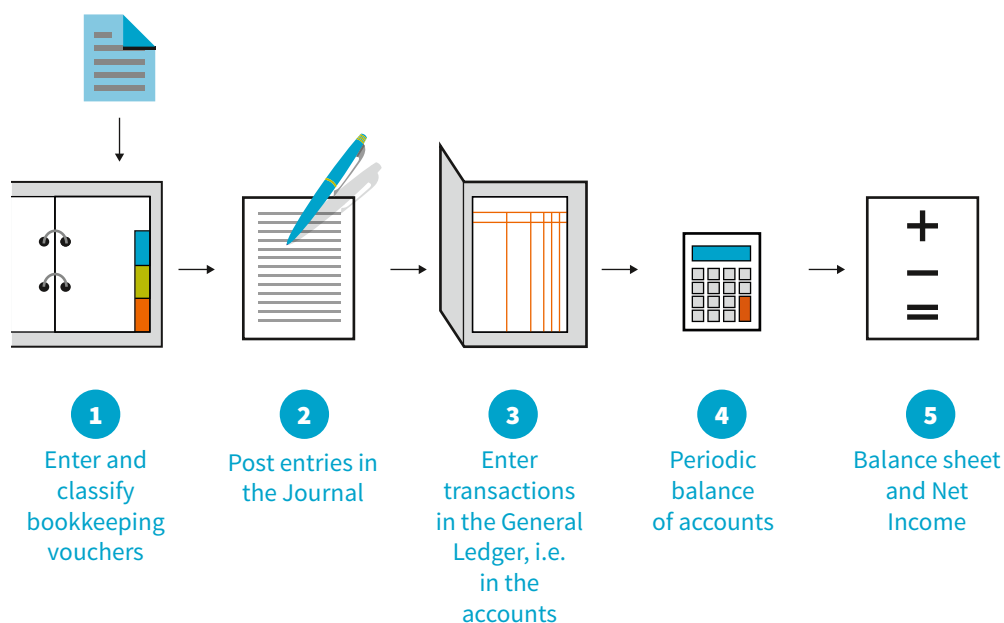 1
Enter and
classify
bookkeeping
vouchers
2
Post entries in
the Journal
3
Enter
transactions
in the General
Ledger, i.e.
in the
accounts
4
Periodic
balance
of accounts
+
−
=
5
Balance sheet
and Net
Income